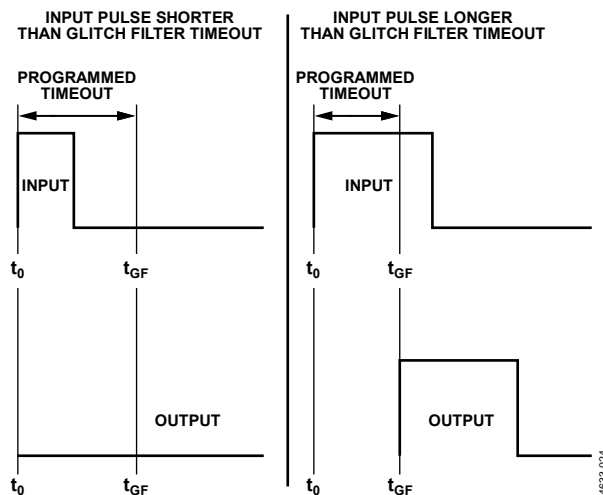 INPUT PULSE SHORTER
THAN GLITCH FILTER TIMEOUT
INPUT PULSE LONGER
THAN GLITCH FILTER TIMEOUT
PROGRAMMED
TIMEOUT
PROGRAMMED
TIMEOUT
INPUT
INPUT
t0
tGF
t0
tGF
OUTPUT
OUTPUT
t0
tGF
t0
tGF